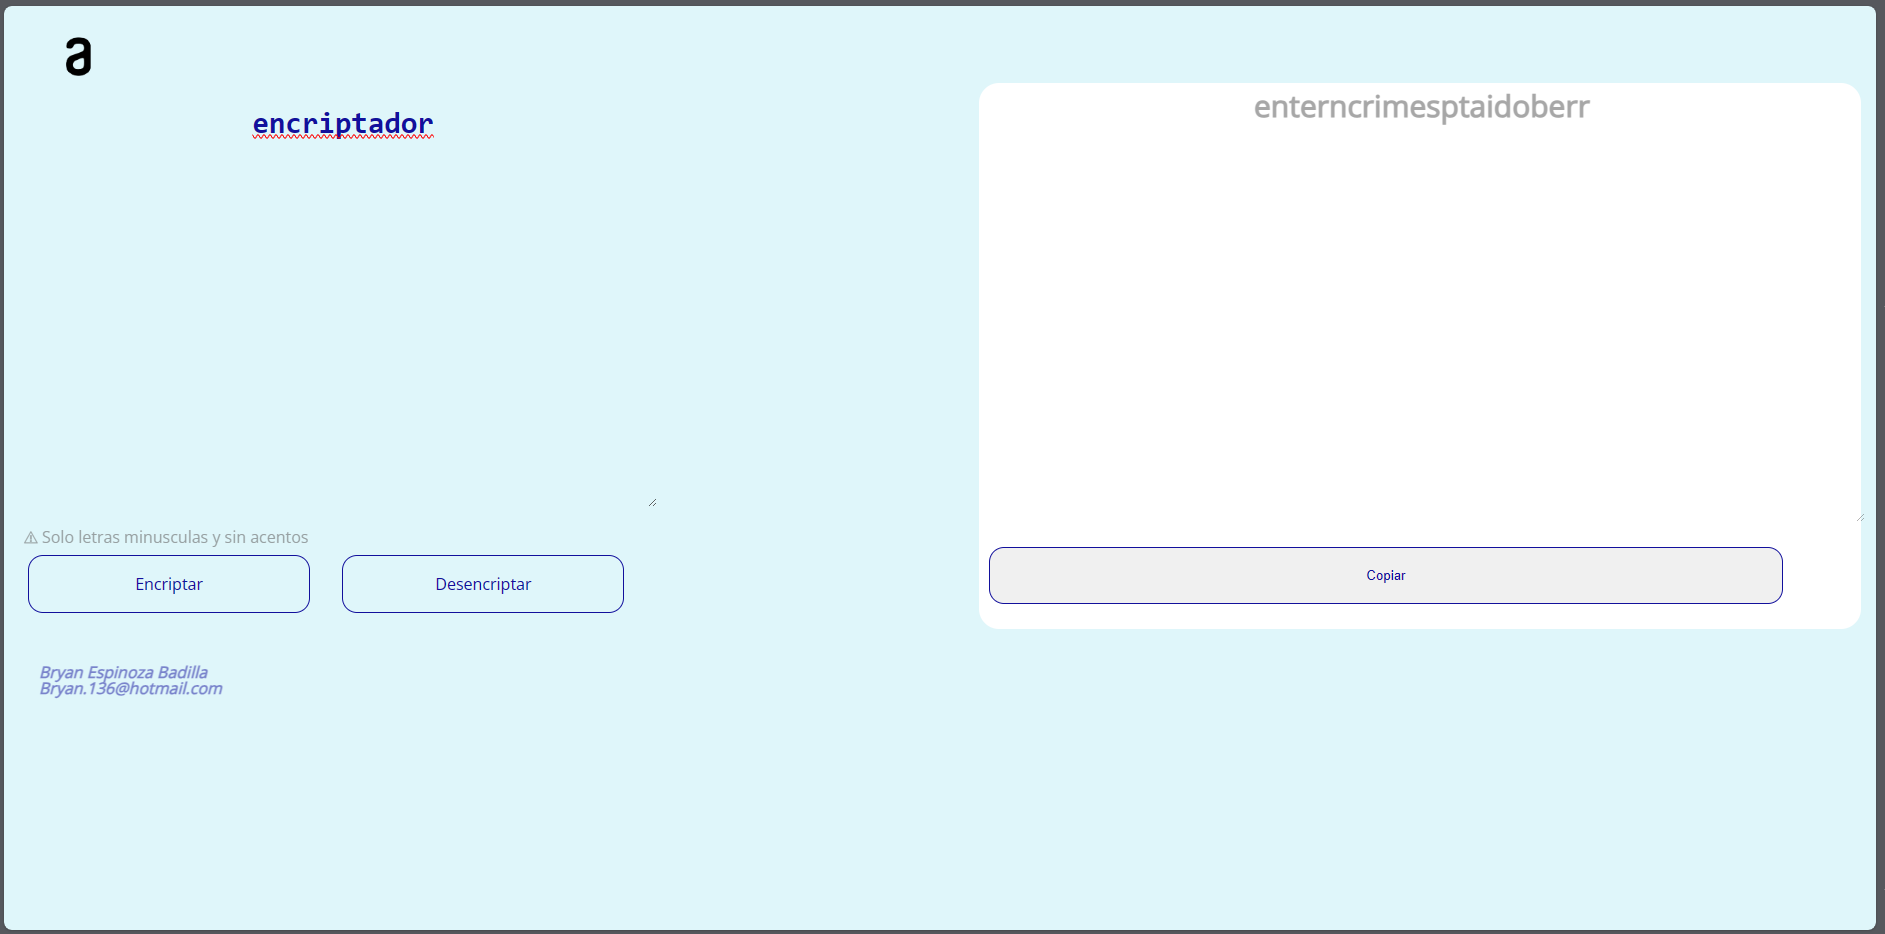 a
encriptador
⚠ Solo letras minusculas y sin acentos
Encriptar
Desencriptar
Bryan Espinoza Badilla
Bryan.136@hotmail.com
enterncrimesptaidoberr
Copiar